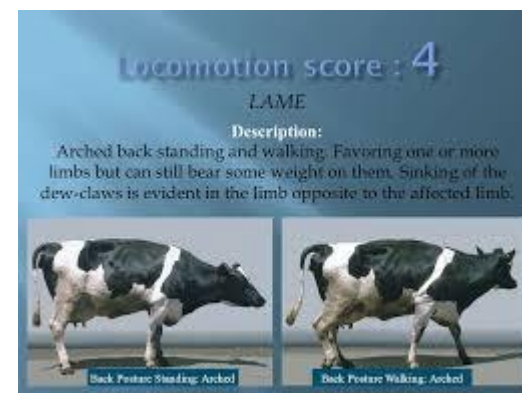 Locomotion score : 4
LAME
Description:
Arched back standing and walking. Favoring one or more
limbs but can still bear some weight on them. Sinking of the
dew-claws is evident in the limb opposite to the affected limb.
Back Posture Standing: Arched
Back Posture Walking: Arched